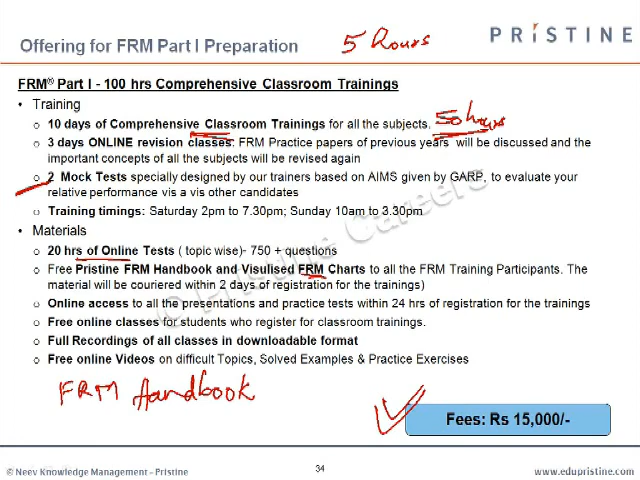 Offering for FRM Part I Preparation
5 hours
PRISTINE
FRM® Part I - 100 hrs Comprehensive Classroom Trainings
Training
10 days of Comprehensive Classroom Trainings for all the subjects. 50 hours
3 days ONLINE revision classes: FRM Practice papers of previous years will be discussed and the
important concepts of all the subjects will be revised again
2 Mock Tests specially designed by our trainers based on AIMS given by GARP, to evaluate your
relative performance vis a vis other candidates
Training timings: Saturday 2pm to 7.30pm; Sunday 10am to 3.30pm
Materials
20 hrs of Online Tests (topic wise)- 750 + questions
Free Pristine FRM Handbook and Visulised FRM Charts to all the FRM Training Participants. The
material will be couriered within 2 days of registration for the trainings)
Online access to all the presentations and practice tests within 24 hrs of registration for the trainings
Free online classes for students who register for classroom trainings.
Full Recordings of all classes in downloadable format
Free online Videos on difficult Topics, Solved Examples & Practice Exercises
© Pristine Careers
FRM Handbook
Fees: Rs 15,000/-
© Neev Knowledge Management - Pristine
34
www.edupristine.com